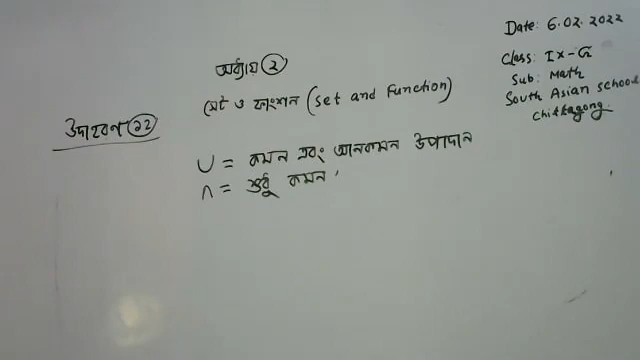 Date: 6.02.2022
Class: IX-G
Sub: Math
South Asian school
Chittagong.
অধ্যায় ২
সেট ও ফাংশন (Set and Function)
উদাহরণ ১২
∪ = কমন এবং আনকমন উপাদান
∩ = শুধু কমন '